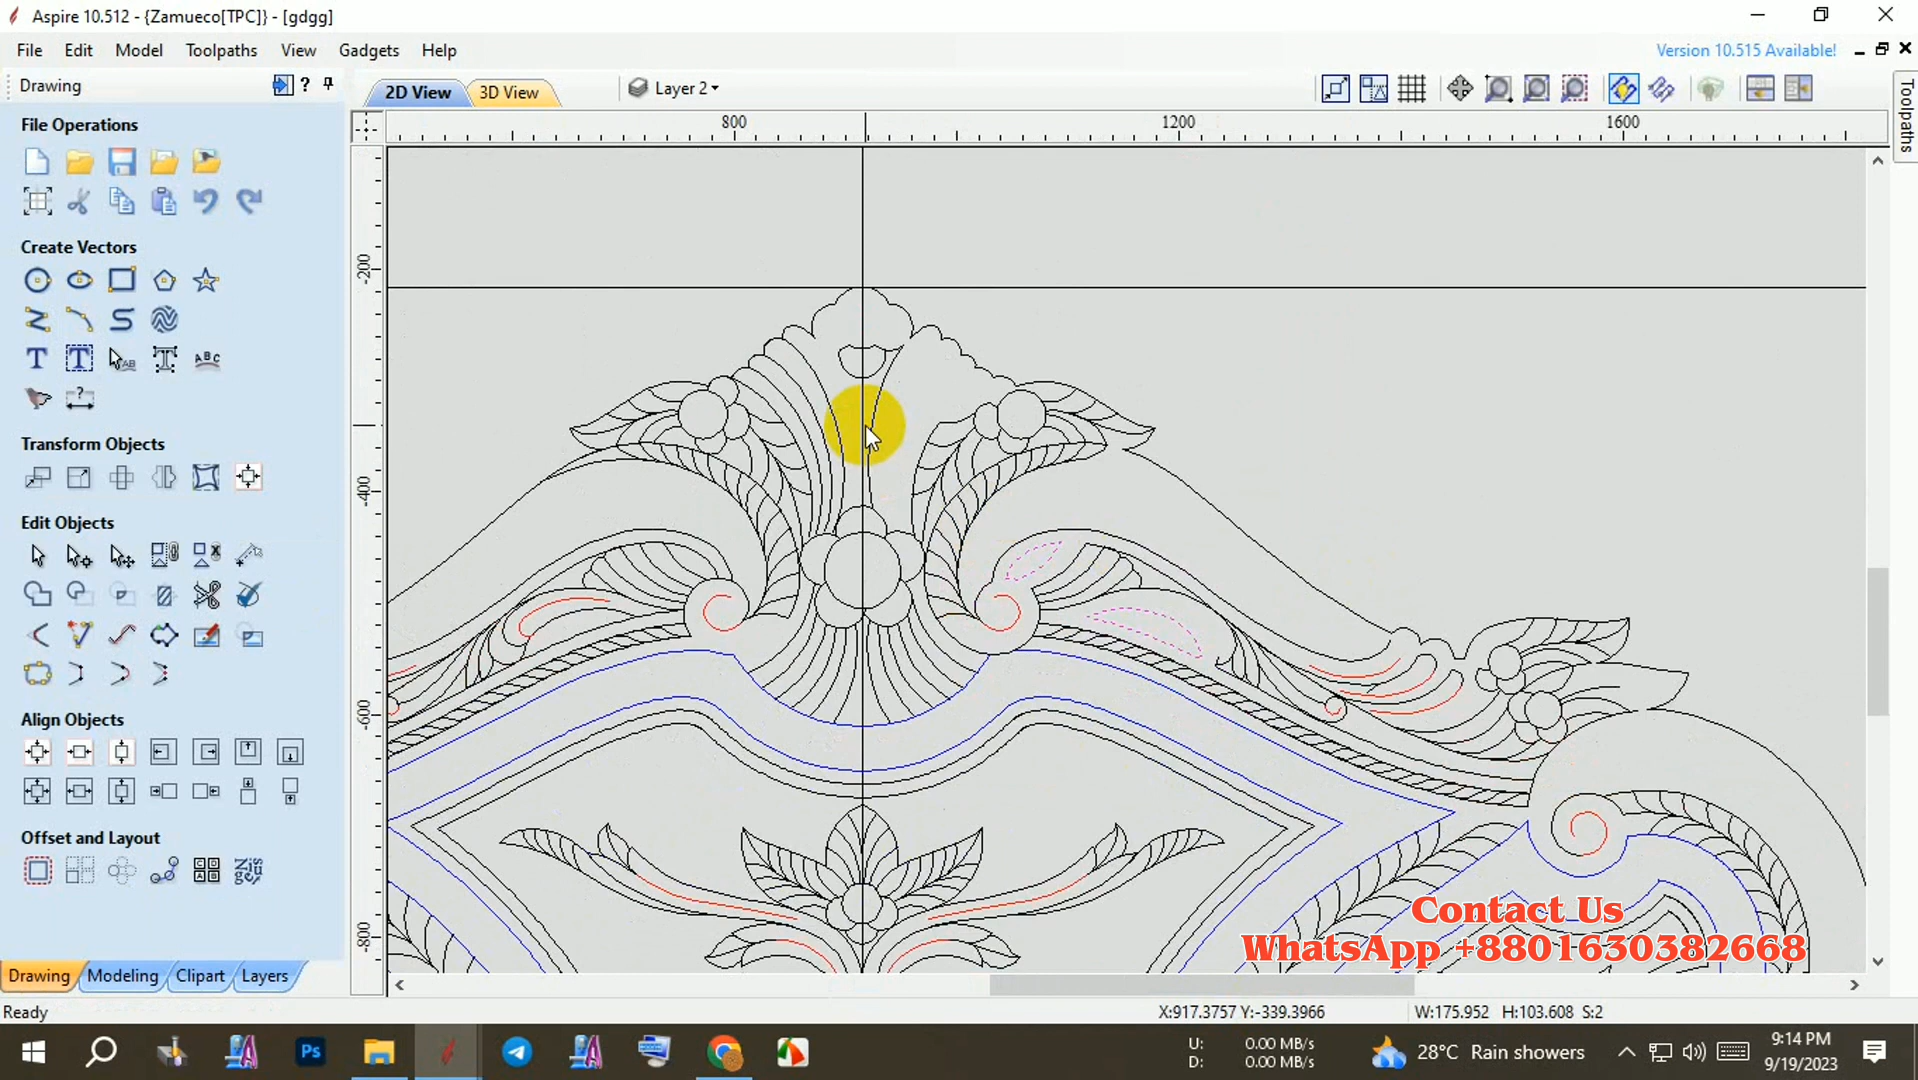 Aspire 10.512 - {Zamueco[TPC]} - [gdgg]
File Edit Model Toolpaths View Gadgets Help
Version 10.515 Available!
Drawing ?
2D View 3D View Layer 2
Toolpaths
File Operations
800 1200 1600
Create Vectors
-200
Transform Objects
-400
Edit Objects
-600
Align Objects
Offset and Layout
-800
Contact Us
WhatsApp +8801630382668
Drawing Modeling Clipart Layers
Ready
X:917.3757 Y:-339.3966
W:175.952 H:103.608 S:2
Ps
U: 0.00 MB/s
D: 0.00 MB/s
28°C Rain showers
9:14 PM
9/19/2023